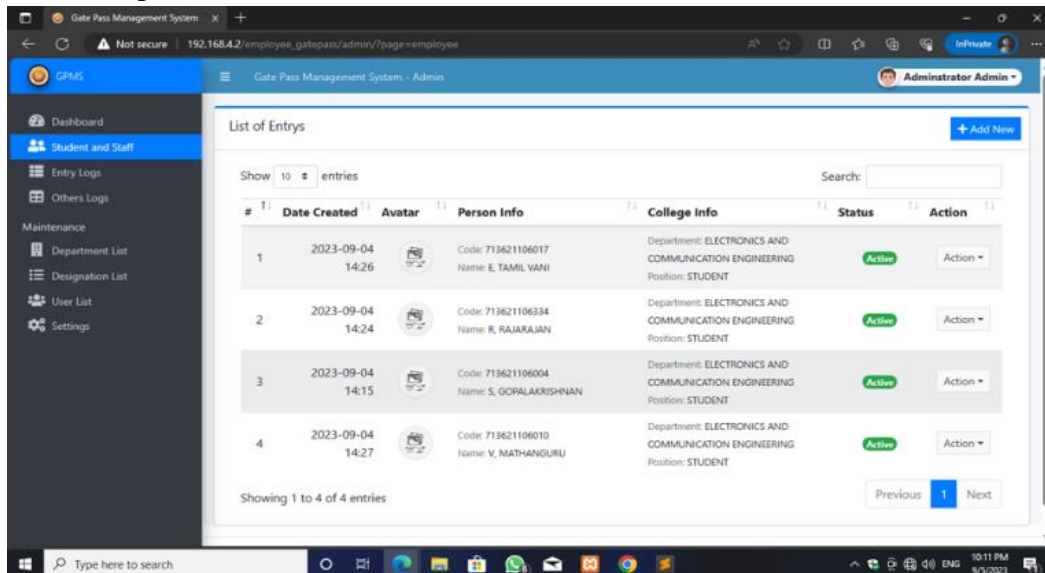 Gate Pass Management System
Not secure 192.168.4.2/employee_gatepass/admin/?page=employee
InPrivate
GPMS
Gate Pass Management System - Admin
Adminstrator Admin
Dashboard
Student and Staff
Entry Logs
Others Logs
Maintenance
Department List
Designation List
User List
Settings
List of Entrys
+ Add New
Show 10 entries
Search:
# Date Created Avatar Person Info College Info Status Action
1 2023-09-04 14:26 Code: 713621106017 Name: E, TAMIL VANI Department: ELECTRONICS AND COMMUNICATION ENGINEERING Position: STUDENT Active Action
2 2023-09-04 14:24 Code: 713621106334 Name: R, RAJARAJAN Department: ELECTRONICS AND COMMUNICATION ENGINEERING Position: STUDENT Active Action
3 2023-09-04 14:15 Code: 713621106004 Name: S, GOPALAKRISHNAN Department: ELECTRONICS AND COMMUNICATION ENGINEERING Position: STUDENT Active Action
4 2023-09-04 14:27 Code: 713621106010 Name: V, MATHANGURU Department: ELECTRONICS AND COMMUNICATION ENGINEERING Position: STUDENT Active Action
Showing 1 to 4 of 4 entries
Previous 1 Next
Type here to search
ENG
10:11 PM
9/5/2023